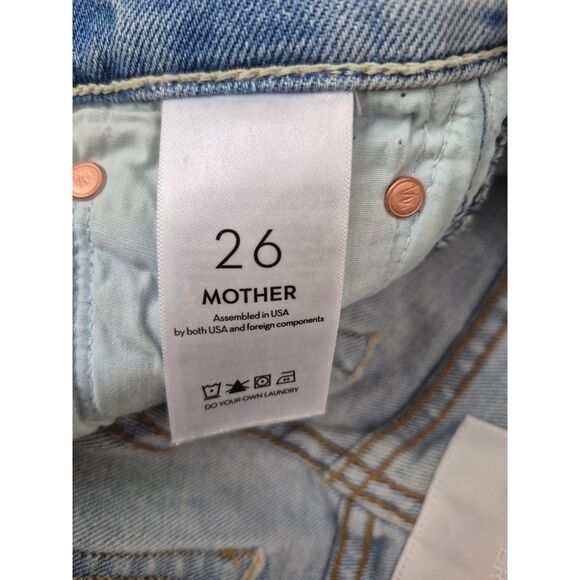 26
MOTHER
Assembled in USA
by both USA and foreign components
DO YOUR OWN LAUNDRY